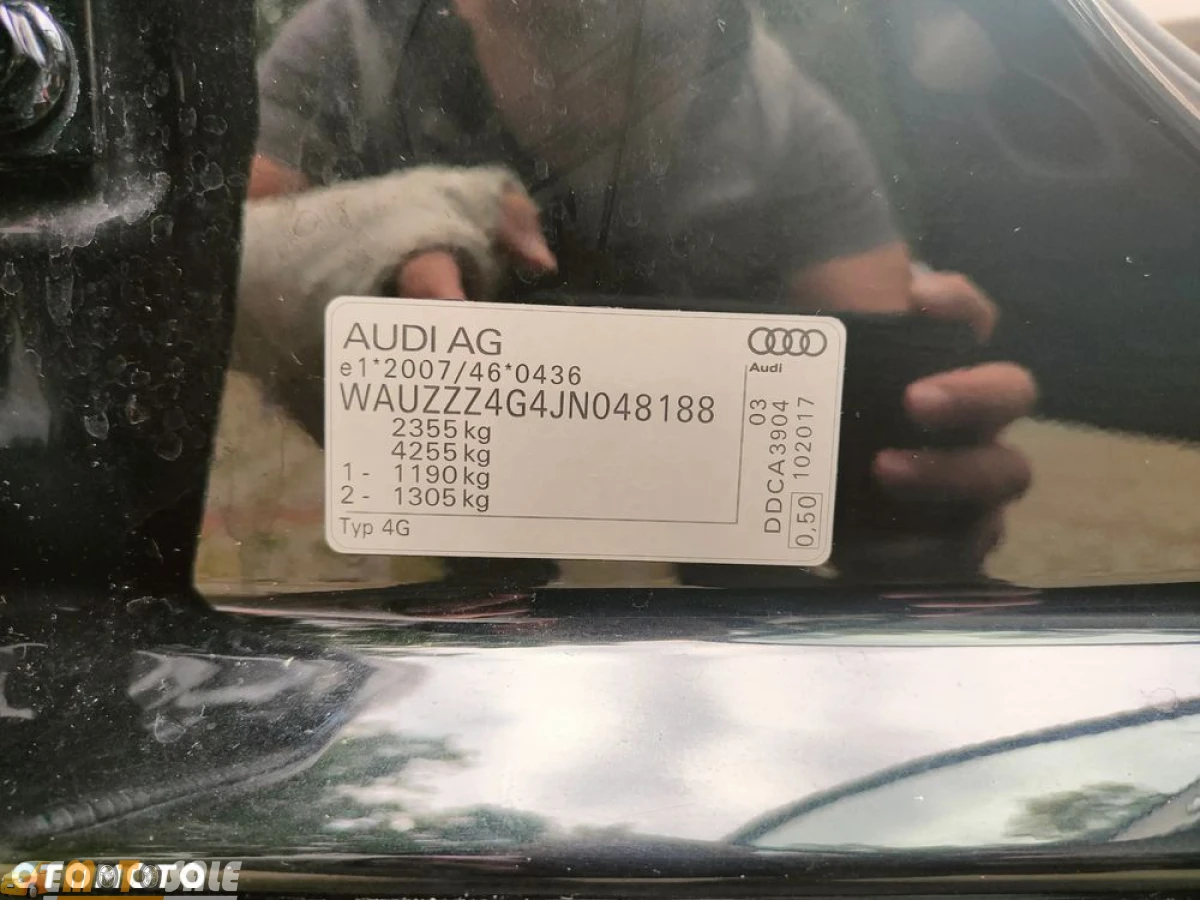 AUDI AG
e1*2007/46*0436
WAUZZZ4G4JN048188
2355 kg
4255 kg
1- 1190 kg
2- 1305 kg
Typ 4G
Audi
03
DDCA3904
0,50 102017
OTOMOTO